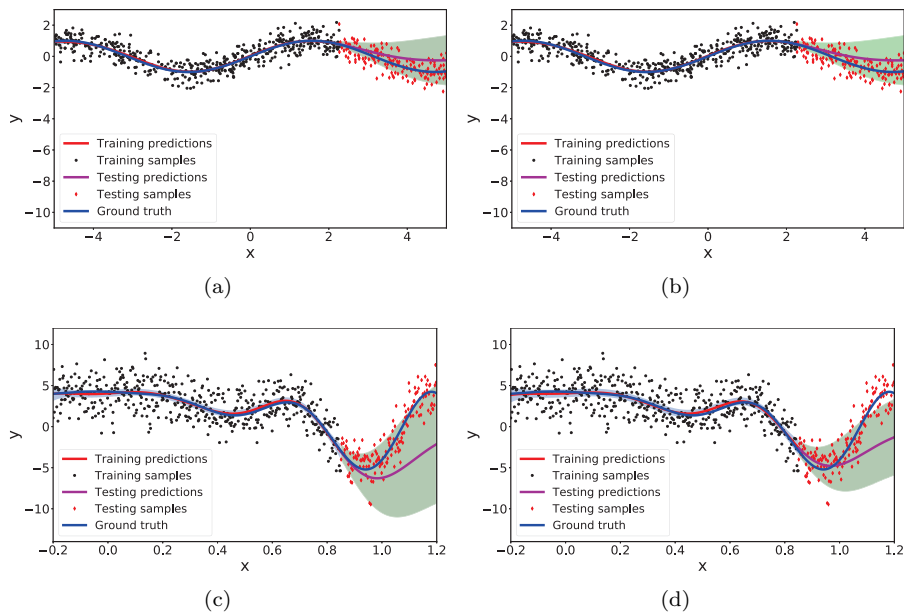 2
0
−2
−4
−6
−8
−10
y
Training predictions
Training samples
Testing predictions
Testing samples
Ground truth
−4 −2 0 2 4
x
(a)
2
0
−2
−4
−6
−8
−10
y
Training predictions
Training samples
Testing predictions
Testing samples
Ground truth
−4 −2 0 2 4
x
(b)
10
5
0
−5
−10
y
Training predictions
Training samples
Testing predictions
Testing samples
Ground truth
−0.2 0.0 0.2 0.4 0.6 0.8 1.0 1.2
x
(c)
10
5
0
−5
−10
y
Training predictions
Training samples
Testing predictions
Testing samples
Ground truth
−0.2 0.0 0.2 0.4 0.6 0.8 1.0 1.2
x
(d)